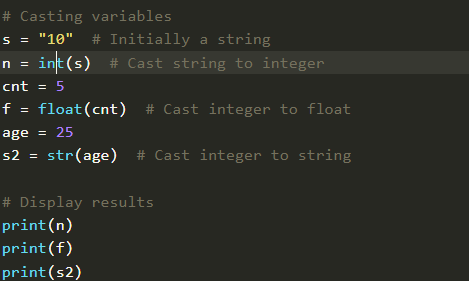 # Casting variables
s = "10"  # Initially a string
n = int(s)  # Cast string to integer
cnt = 5
f = float(cnt)  # Cast integer to float
age = 25
s2 = str(age)  # Cast integer to string

# Display results
print(n)
print(f)
print(s2)